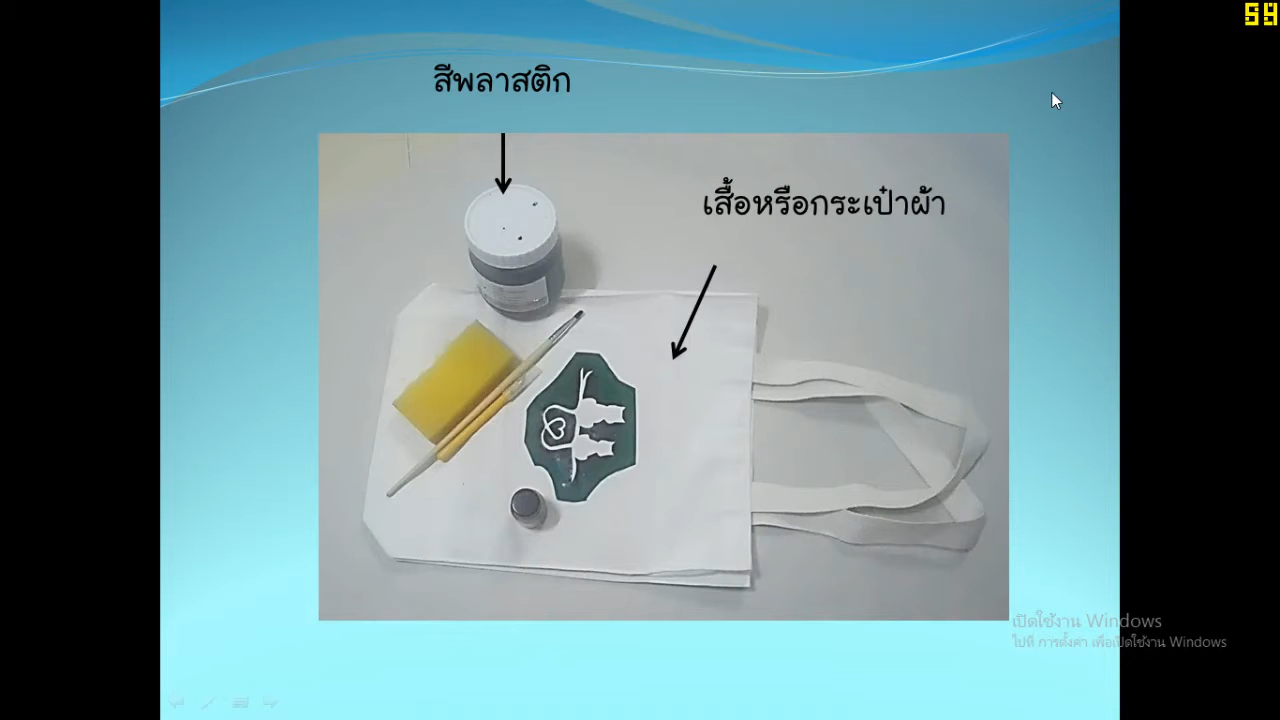 59
สีพลาสติก
เสื้อหรือกระเป๋าผ้า
เปิดใช้งาน Windows
ไปที่ การตั้งค่า เพื่อเปิดใช้งาน Windows